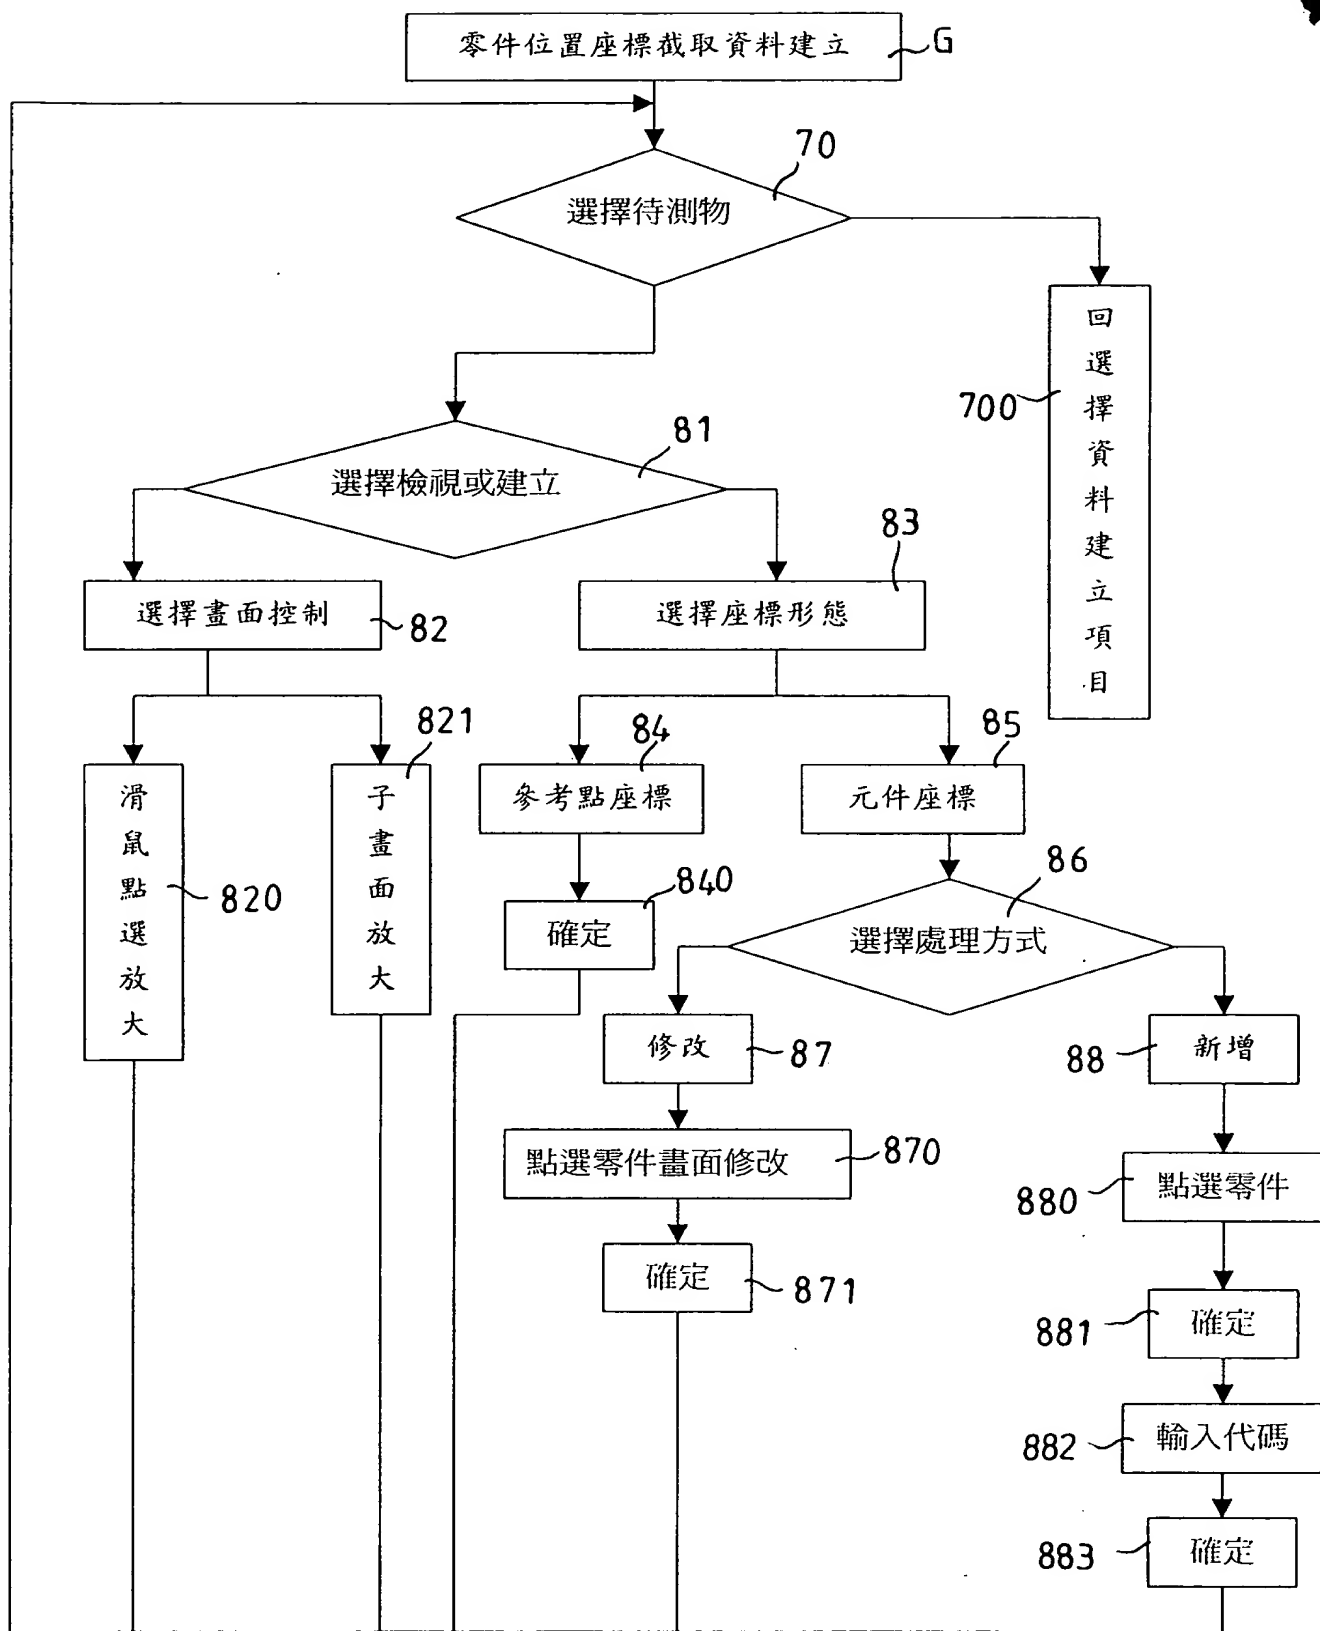 零件位置座標截取資料建立
G
70
選擇待測物
回選擇資料建立項目
700
81
選擇檢視或建立
83
選擇畫面控制
82
選擇座標形態
821
84
85
滑鼠點選放大
820
子畫面放大
參考點座標
元件座標
86
840
確定
選擇處理方式
修改
87
88
新增
點選零件畫面修改
870
880
點選零件
確定
871
881
確定
882
輸入代碼
883
確定